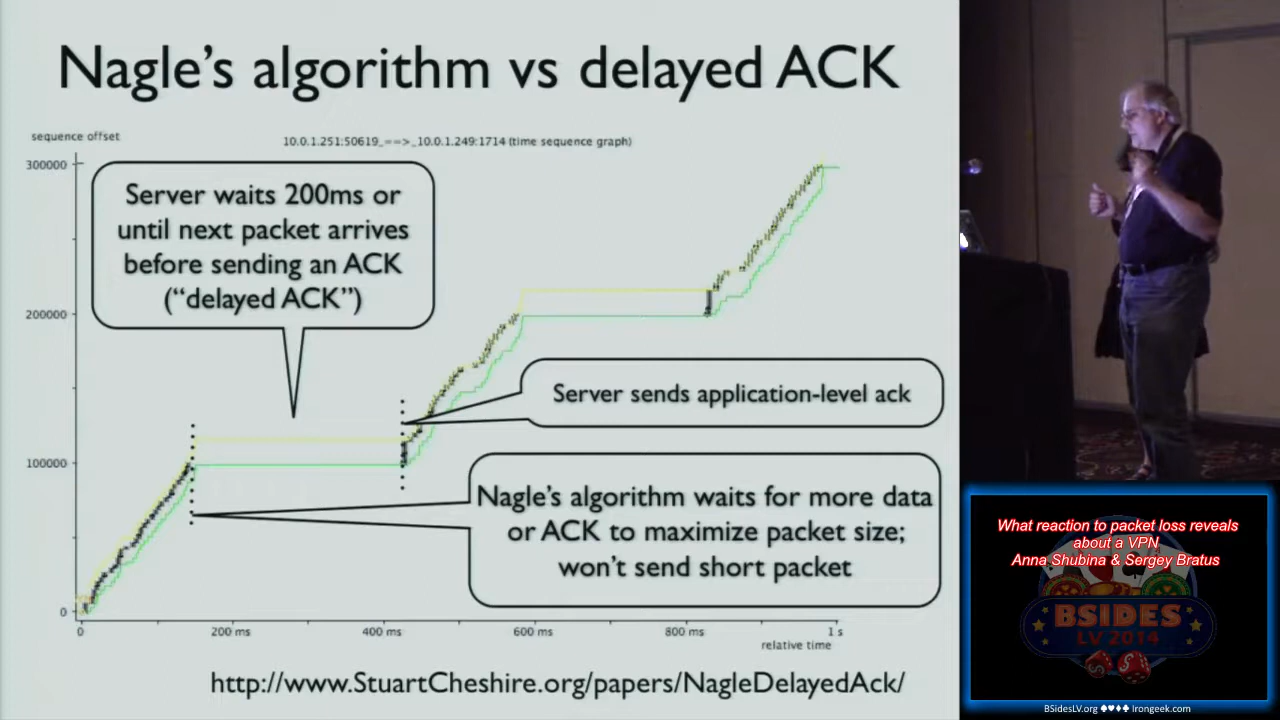 Nagle's algorithm vs delayed ACK
sequence offset
10.0.1.251:50619_==>_10.0.1.249:1714 (time sequence graph)
300000
200000
100000
0
Server waits 200ms or
until next packet arrives
before sending an ACK
(“delayed ACK”)
Server sends application-level ack
Nagle's algorithm waits for more data
or ACK to maximize packet size;
won't send short packet
0
200 ms
400 ms
600 ms
800 ms
1 s
relative time
http://www.StuartCheshire.org/papers/NagleDelayedAck/
What reaction to packet loss reveals
about a VPN
Anna Shubina & Sergey Bratus
BSIDES
LV 2014
BSidesLV.org ♠♥♦♣ Irongeek.com